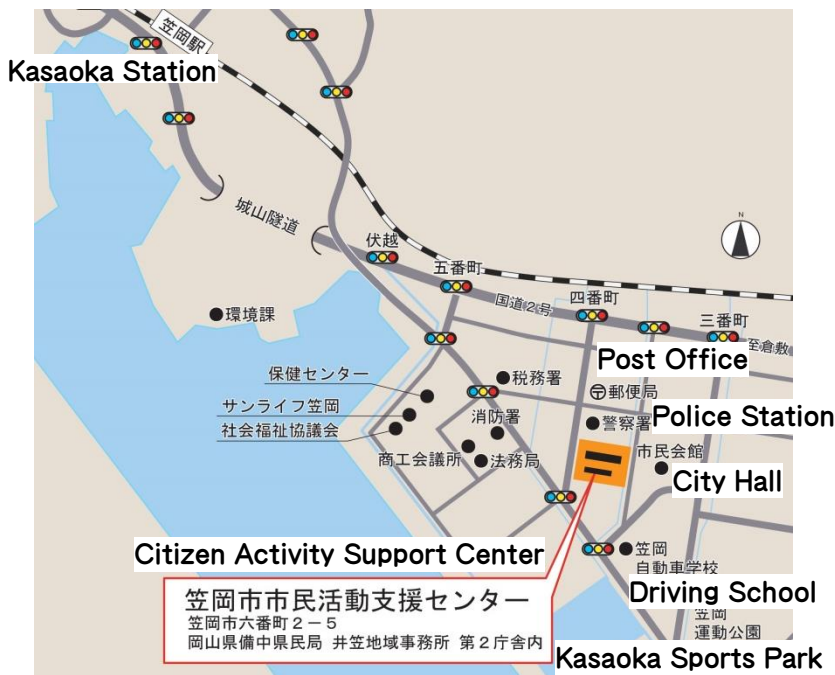 笠岡駅
Kasaoka Station
城山隧道
伏越
五番町
国道2号
四番町
三番町
至倉敷
N
環境課
Post Office
保健センター
税務署
〒郵便局
サンライフ笠岡
消防署
警察署
Police Station
社会福祉協議会
市民会館
商工会議所
法務局
City Hall
Citizen Activity Support Center
笠岡
自動車学校
Driving School
笠岡市市民活動支援センター
笠岡市六番町2－5
岡山県備中県民局 井笠地域事務所 第2庁舎内
笠岡
運動公園
Kasaoka Sports Park